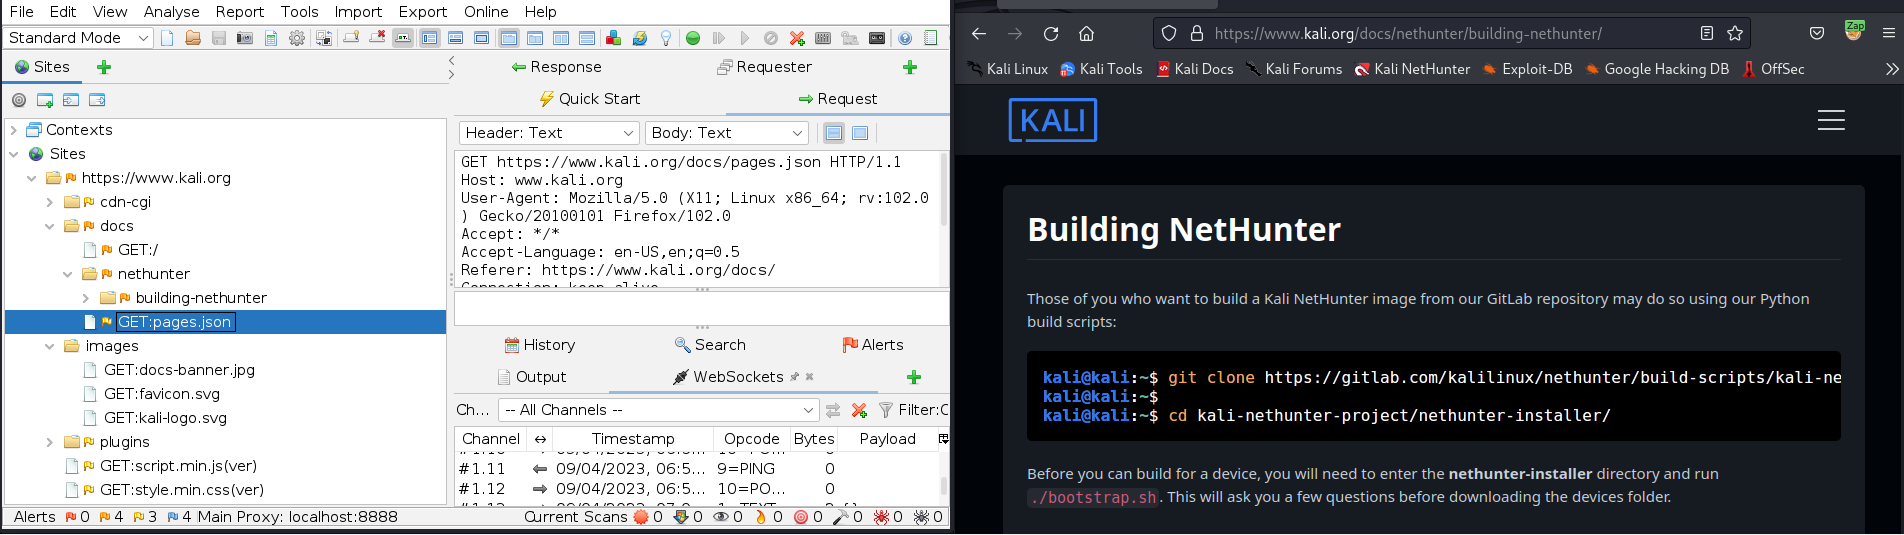 File Edit View Analyse Report Tools Import Export Online Help
Standard Mode
Sites
Contexts
Sites
https://www.kali.org
cdn-cgi
docs
GET:/
nethunter
building-nethunter
GET:pages.json
images
GET:docs-banner.jpg
GET:favicon.svg
GET:kali-logo.svg
plugins
GET:script.min.js(ver)
GET:style.min.css(ver)
Response Requester
Quick Start Request
Header: Text Body: Text
GET https://www.kali.org/docs/pages.json HTTP/1.1
Host: www.kali.org
User-Agent: Mozilla/5.0 (X11; Linux x86_64; rv:102.0
) Gecko/20100101 Firefox/102.0
Accept: */*
Accept-Language: en-US,en;q=0.5
Referer: https://www.kali.org/docs/
Connection: keep-alive
History Search Alerts
Output WebSockets
Ch... -- All Channels -- Filter:O
Channel Timestamp Opcode Bytes Payload
#1.11 09/04/2023, 06:5... 9=PING 0
#1.12 09/04/2023, 06:5... 10=PO... 0
Alerts 0 4 3 4 Main Proxy: localhost:8888 Current Scans 0 0 0 0 0 0 0 0
https://www.kali.org/docs/nethunter/building-nethunter/
Zap
Kali Linux Kali Tools Kali Docs Kali Forums Kali NetHunter Exploit-DB Google Hacking DB OffSec
KALI
Building NetHunter
Those of you who want to build a Kali NetHunter image from our GitLab repository may do so using our Python
build scripts:
kali@kali:~$ git clone https://gitlab.com/kalilinux/nethunter/build-scripts/kali-ne
kali@kali:~$
kali@kali:~$ cd kali-nethunter-project/nethunter-installer/
Before you can build for a device, you will need to enter the nethunter-installer directory and run
./bootstrap.sh. This will ask you a few questions before downloading the devices folder.